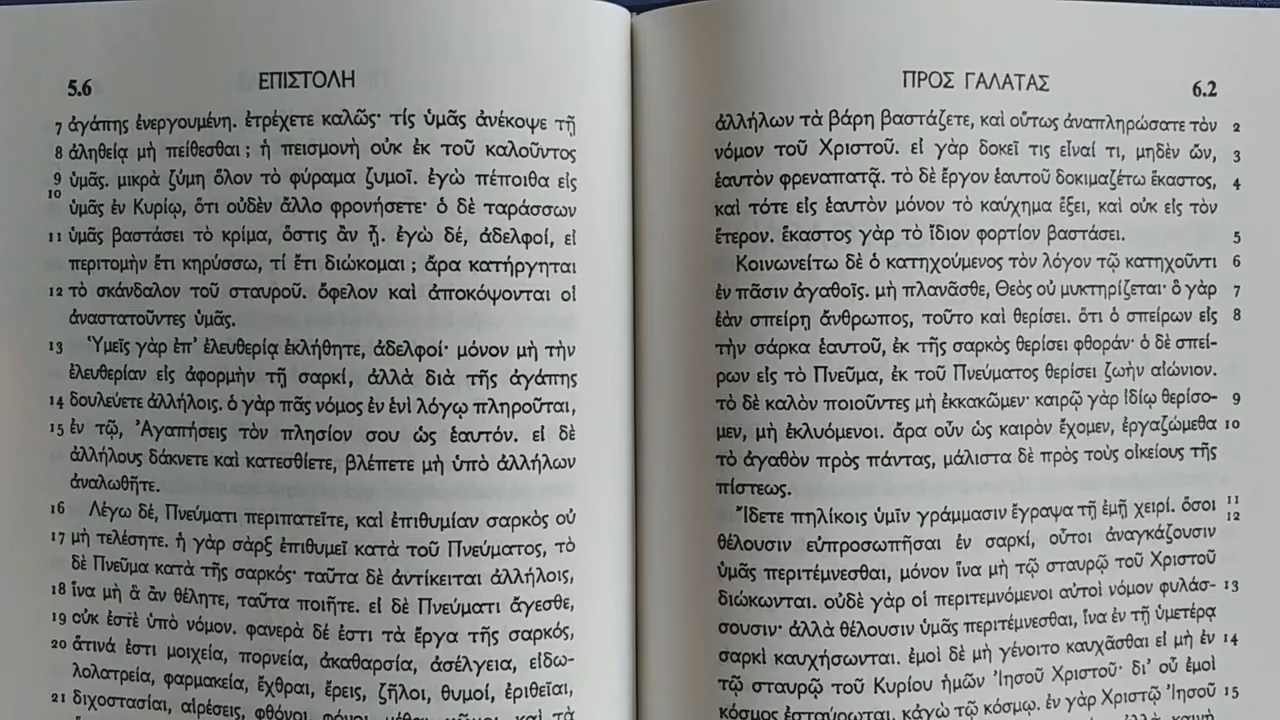 5.6 ΕΠΙΣΤΟΛΗ
7 ἀγάπης ἐνεργουμένη. ἐτρέχετε καλῶς· τίς ὑμᾶς ἀνέκοψε τῇ
8 ἀληθείᾳ μὴ πείθεσθαι ; ἡ πεισμονὴ οὐκ ἐκ τοῦ καλοῦντος
9 ὑμᾶς. μικρὰ ζύμη ὅλον τὸ φύραμα ζυμοῖ. ἐγὼ πέποιθα εἰς
10 ὑμᾶς ἐν Κυρίῳ, ὅτι οὐδὲν ἄλλο φρονήσετε· ὁ δὲ ταράσσων
11 ὑμᾶς βαστάσει τὸ κρίμα, ὅστις ἂν ᾖ. ἐγὼ δέ, ἀδελφοί, εἰ
περιτομὴν ἔτι κηρύσσω, τί ἔτι διώκομαι ; ἄρα κατήργηται
12 τὸ σκάνδαλον τοῦ σταυροῦ. ὄφελον καὶ ἀποκόψονται οἱ
ἀναστατοῦντες ὑμᾶς.
13 Ὑμεῖς γὰρ ἐπ’ ἐλευθερίᾳ ἐκλήθητε, ἀδελφοί· μόνον μὴ τὴν
ἐλευθερίαν εἰς ἀφορμὴν τῇ σαρκί, ἀλλὰ διὰ τῆς ἀγάπης
14 δουλεύετε ἀλλήλοις. ὁ γὰρ πᾶς νόμος ἐν ἑνὶ λόγῳ πληροῦται,
15 ἐν τῷ, Ἀγαπήσεις τὸν πλησίον σου ὡς ἑαυτόν. εἰ δὲ
ἀλλήλους δάκνετε καὶ κατεσθίετε, βλέπετε μὴ ὑπὸ ἀλλήλων
ἀναλωθῆτε.
16 Λέγω δέ, Πνεύματι περιπατεῖτε, καὶ ἐπιθυμίαν σαρκὸς οὐ
17 μὴ τελέσητε. ἡ γὰρ σὰρξ ἐπιθυμεῖ κατὰ τοῦ Πνεύματος, τὸ
δὲ Πνεῦμα κατὰ τῆς σαρκός· ταῦτα δὲ ἀντίκειται ἀλλήλοις,
18 ἵνα μὴ ἃ ἂν θέλητε, ταῦτα ποιῆτε. εἰ δὲ Πνεύματι ἄγεσθε,
19 οὐκ ἐστὲ ὑπὸ νόμον. φανερὰ δέ ἐστι τὰ ἔργα τῆς σαρκός,
20 ἅτινά ἐστι μοιχεία, πορνεία, ἀκαθαρσία, ἀσέλγεια, εἰδω-
λολατρεία, φαρμακεία, ἔχθραι, ἔρεις, ζῆλοι, θυμοί, ἐριθεῖαι,
21 διχοστασίαι, αἱρέσεις, φθόνοι, φόνοι, μέθαι, κῶμοι, καὶ τὰ
ΠΡΟΣ ΓΑΛΑΤΑΣ 6.2
ἀλλήλων τὰ βάρη βαστάζετε, καὶ οὕτως ἀναπληρώσατε τὸν 2
νόμον τοῦ Χριστοῦ. εἰ γὰρ δοκεῖ τις εἶναί τι, μηδὲν ὤν, 3
ἑαυτὸν φρεναπατᾷ. τὸ δὲ ἔργον ἑαυτοῦ δοκιμαζέτω ἕκαστος, 4
καὶ τότε εἰς ἑαυτὸν μόνον τὸ καύχημα ἕξει, καὶ οὐκ εἰς τὸν
ἕτερον. ἕκαστος γὰρ τὸ ἴδιον φορτίον βαστάσει. 5
Κοινωνείτω δὲ ὁ κατηχούμενος τὸν λόγον τῷ κατηχοῦντι 6
ἐν πᾶσιν ἀγαθοῖς. μὴ πλανᾶσθε, Θεὸς οὐ μυκτηρίζεται· ὃ γὰρ 7
ἐὰν σπείρῃ ἄνθρωπος, τοῦτο καὶ θερίσει. ὅτι ὁ σπείρων εἰς 8
τὴν σάρκα ἑαυτοῦ, ἐκ τῆς σαρκὸς θερίσει φθοράν· ὁ δὲ σπεί-
ρων εἰς τὸ Πνεῦμα, ἐκ τοῦ Πνεύματος θερίσει ζωὴν αἰώνιον.
τὸ δὲ καλὸν ποιοῦντες μὴ ἐκκακῶμεν· καιρῷ γὰρ ἰδίῳ θερίσο- 9
μεν, μὴ ἐκλυόμενοι. ἄρα οὖν ὡς καιρὸν ἔχομεν, ἐργαζώμεθα 10
τὸ ἀγαθὸν πρὸς πάντας, μάλιστα δὲ πρὸς τοὺς οἰκείους τῆς
πίστεως.
Ἴδετε πηλίκοις ὑμῖν γράμμασιν ἔγραψα τῇ ἐμῇ χειρί. ὅσοι 11 12
θέλουσιν εὐπροσωπῆσαι ἐν σαρκί, οὗτοι ἀναγκάζουσιν
ὑμᾶς περιτέμνεσθαι, μόνον ἵνα μὴ τῷ σταυρῷ τοῦ Χριστοῦ
διώκωνται. οὐδὲ γὰρ οἱ περιτεμνόμενοι αὐτοὶ νόμον φυλάσ- 13
σουσιν· ἀλλὰ θέλουσιν ὑμᾶς περιτέμνεσθαι, ἵνα ἐν τῇ ὑμετέρᾳ
σαρκὶ καυχήσωνται. ἐμοὶ δὲ μὴ γένοιτο καυχᾶσθαι εἰ μὴ ἐν 14
τῷ σταυρῷ τοῦ Κυρίου ἡμῶν Ἰησοῦ Χριστοῦ· δι’ οὗ ἐμοὶ
κόσμος ἐσταύρωται, κἀγὼ τῷ κόσμῳ. ἐν γὰρ Χριστῷ Ἰησοῦ 15